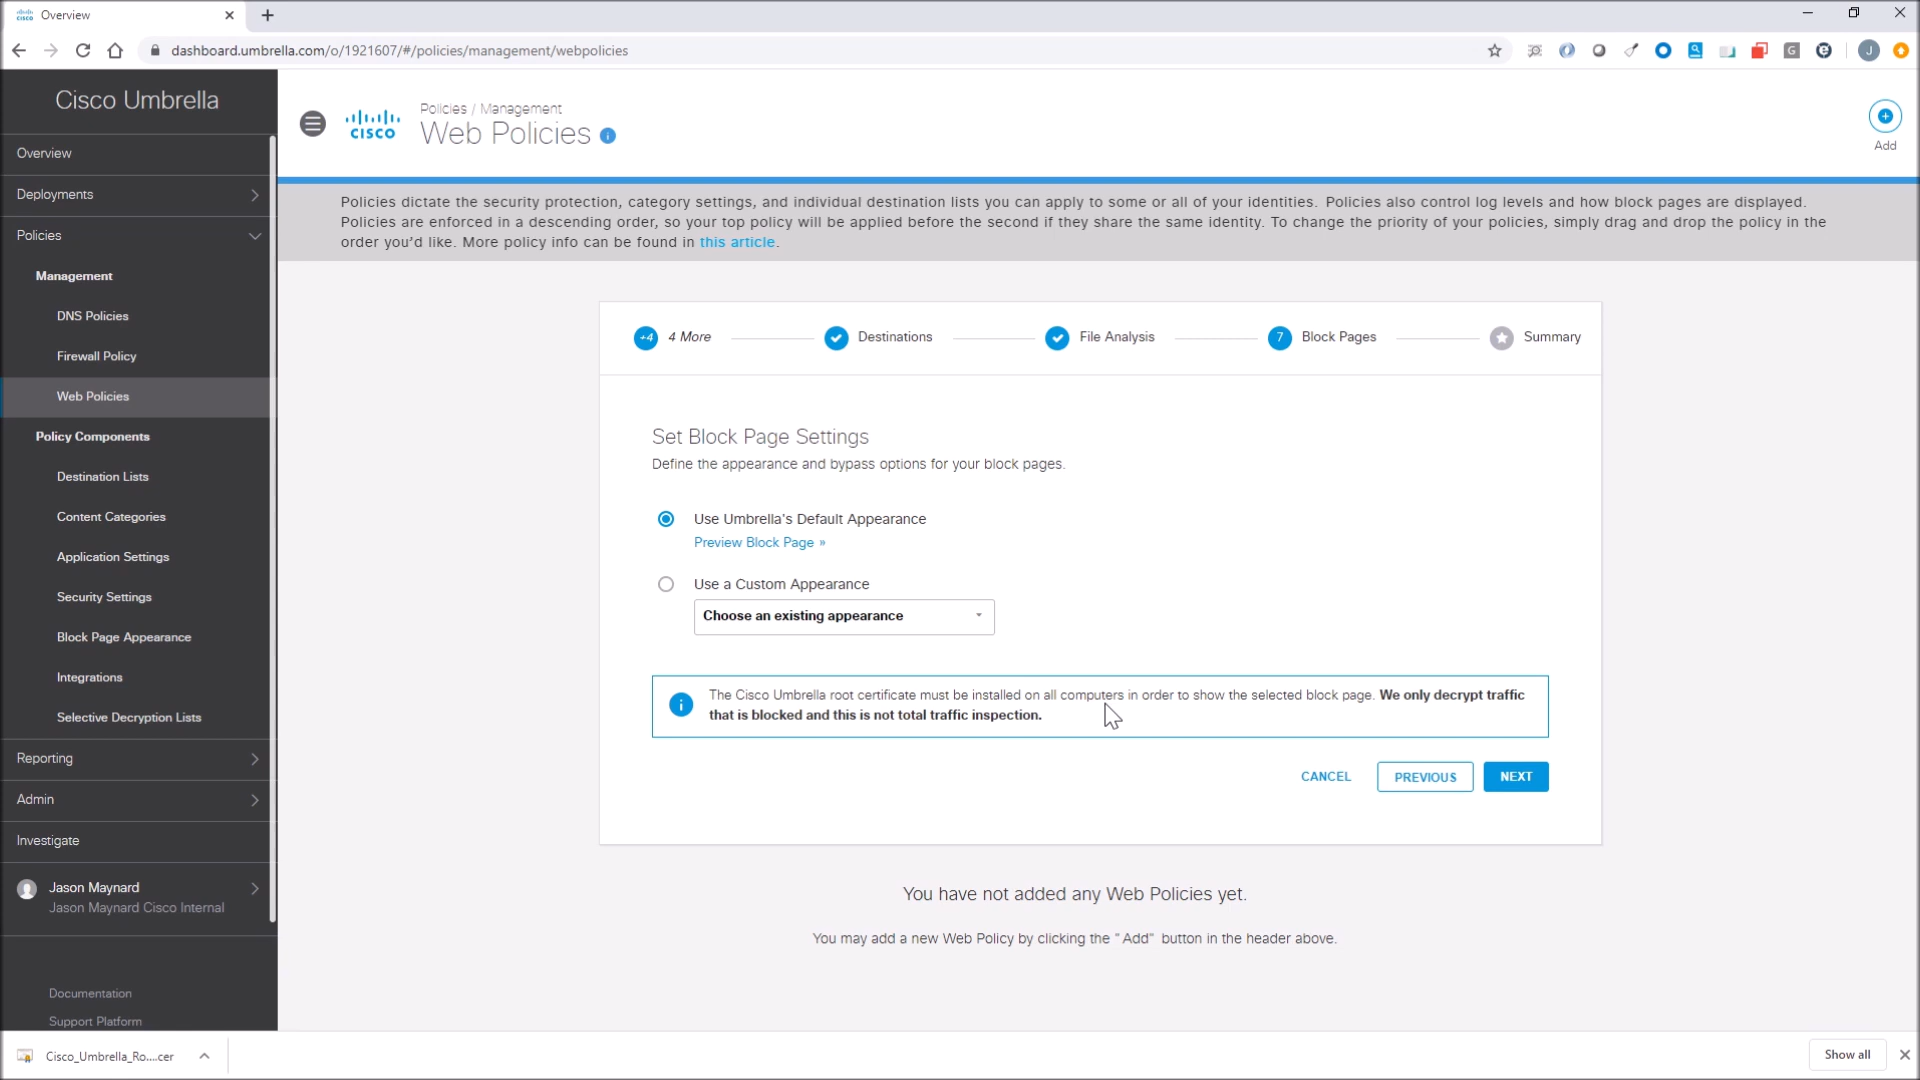 Overview
dashboard.umbrella.com/o/1921607/#/policies/management/webpolicies
G
J
Cisco Umbrella
Overview
Deployments
Policies
Management
DNS Policies
Firewall Policy
Web Policies
Policy Components
Destination Lists
Content Categories
Application Settings
Security Settings
Block Page Appearance
Integrations
Selective Decryption Lists
Reporting
Admin
Investigate
Jason Maynard
Jason Maynard Cisco Internal
Documentation
Support Platform
CISCO
Policies / Management
Web Policies
Add
Policies dictate the security protection, category settings, and individual destination lists you can apply to some or all of your identities. Policies also control log levels and how block pages are displayed.
Policies are enforced in a descending order, so your top policy will be applied before the second if they share the same identity. To change the priority of your policies, simply drag and drop the policy in the
order you'd like. More policy info can be found in this article.
+4 4 More
Destinations
File Analysis
7 Block Pages
Summary
Set Block Page Settings
Define the appearance and bypass options for your block pages.
Use Umbrella's Default Appearance
Preview Block Page »
Use a Custom Appearance
Choose an existing appearance
The Cisco Umbrella root certificate must be installed on all computers in order to show the selected block page. We only decrypt traffic
that is blocked and this is not total traffic inspection.
CANCEL
PREVIOUS
NEXT
You have not added any Web Policies yet.
You may add a new Web Policy by clicking the "Add" button in the header above.
Cisco_Umbrella_Ro....cer
Show all